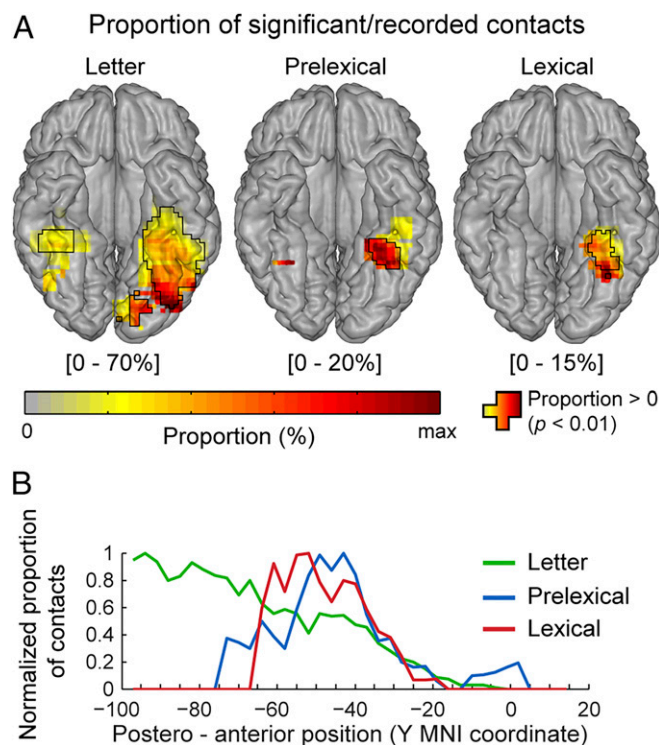 A
Proportion of significant/recorded contacts
Letter Prelexical Lexical
[0 - 70%] [0 - 20%] [0 - 15%]
0 Proportion (%) max
Proportion > 0
(p < 0.01)
B
Normalized proportion
of contacts
1
0.8
0.6
0.4
0.2
0
Letter
Prelexical
Lexical
−100 −80 −60 −40 −20 0 20
Postero - anterior position (Y MNI coordinate)